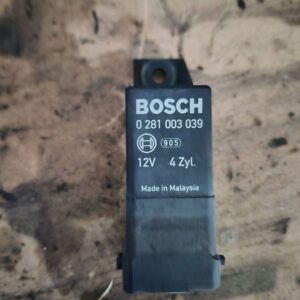 BOSCH
0 281 003 039
905
12V 4 Zyl.
Made in Malaysia